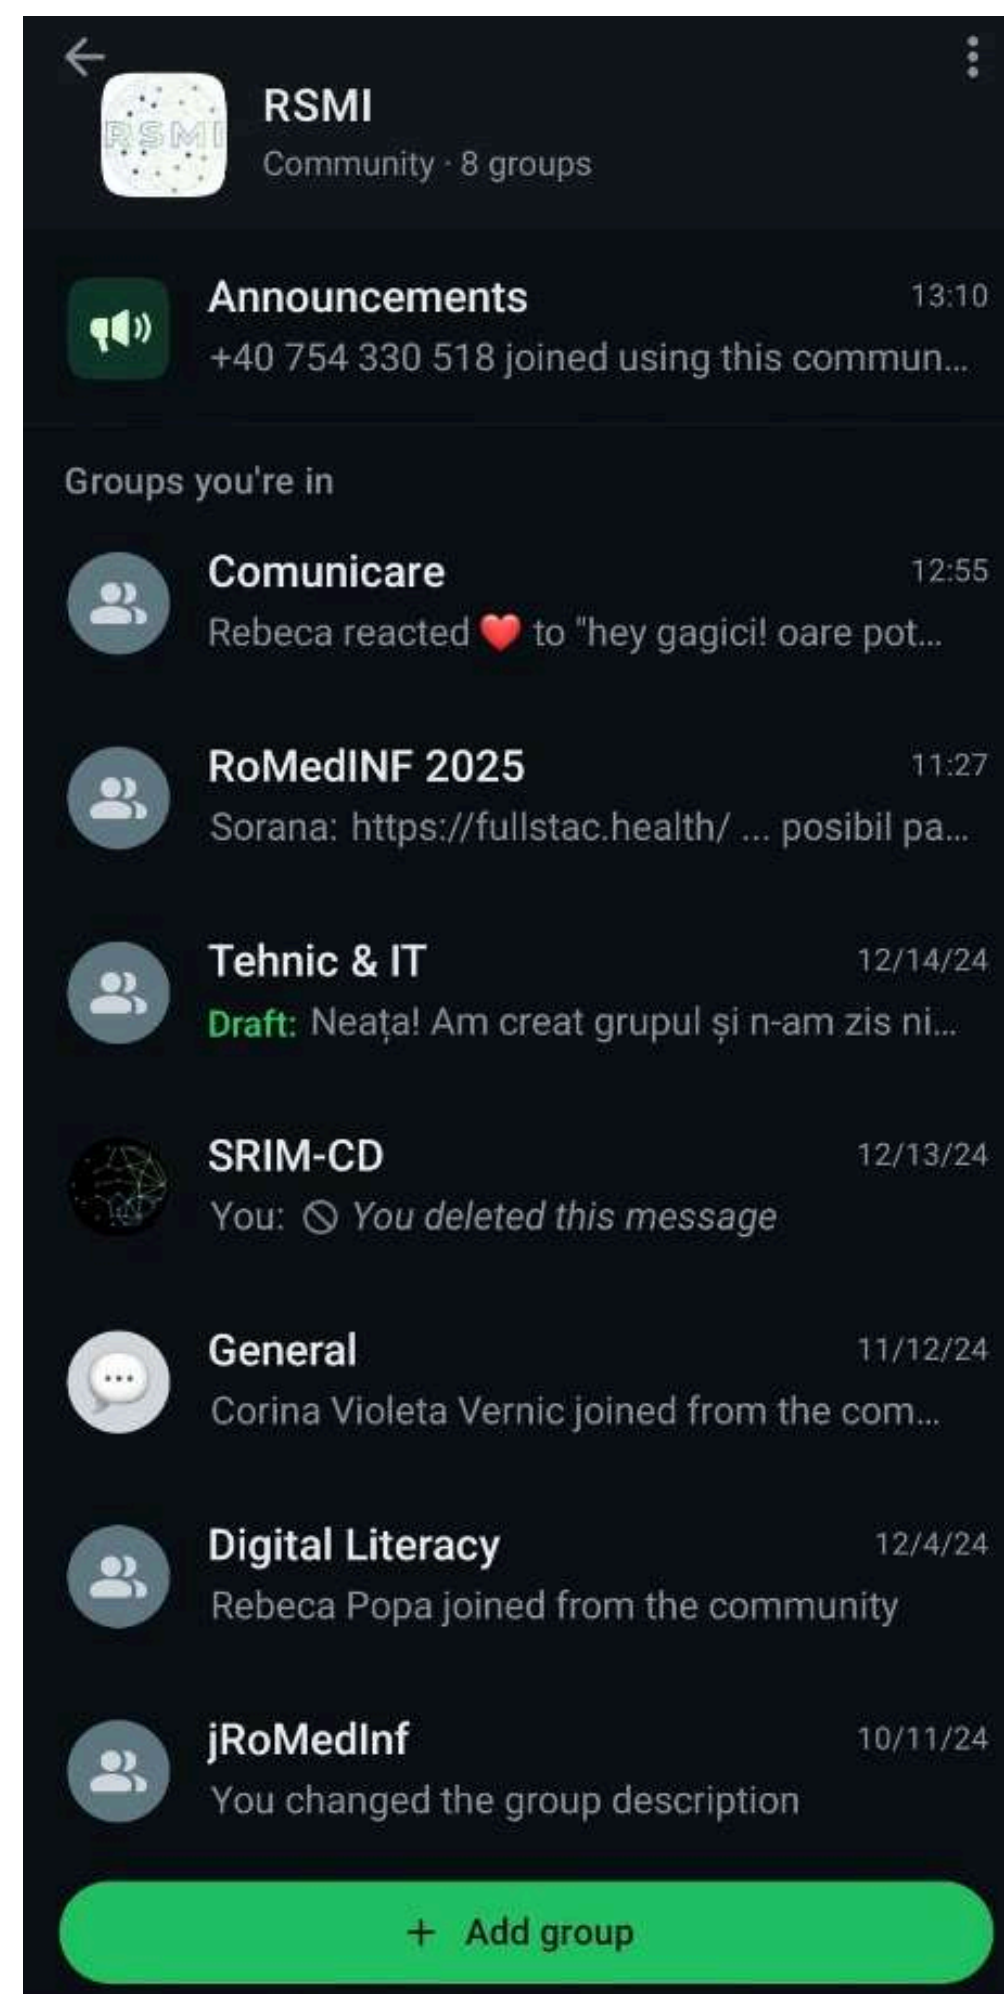 RSMI
RSMI
Community · 8 groups
Announcements
13:10
+40 754 330 518 joined using this commun...
Groups you're in
Comunicare
12:55
Rebeca reacted ❤️ to "hey gagici! oare pot...
RoMedINF 2025
11:27
Sorana: https://fullstac.health/ ... posibil pa...
Tehnic & IT
12/14/24
Draft: Neața! Am creat grupul și n-am zis ni...
SRIM-CD
12/13/24
You: 🚫 You deleted this message
General
11/12/24
Corina Violeta Vernic joined from the com...
Digital Literacy
12/4/24
Rebeca Popa joined from the community
jRoMedInf
10/11/24
You changed the group description
+ Add group